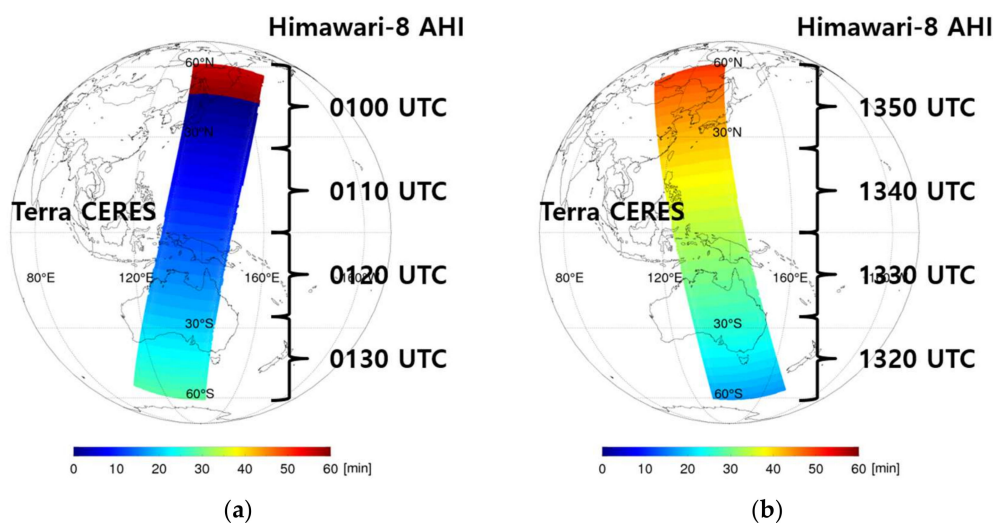 Himawari-8 AHI
60°N
0100 UTC
30°N
0110 UTC
Terra CERES
80°E
120°E
160°E
160°W
0120 UTC
30°S
0130 UTC
60°S
0 10 20 30 40 50 60 [min]
(a)
Himawari-8 AHI
60°N
1350 UTC
30°N
1340 UTC
Terra CERES
80°E
120°E
160°E
1330 UTC
30°S
1320 UTC
60°S
0 10 20 30 40 50 60 [min]
(b)